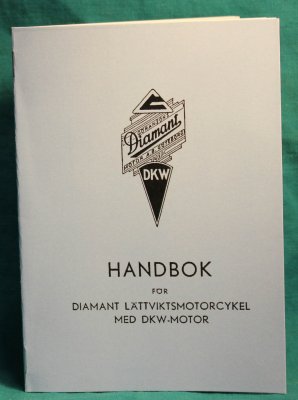 Diamant
DKW
HANDBOK
FÖR
DIAMANT LÄTTVIKTSMOTORCYKEL
MED DKW-MOTOR